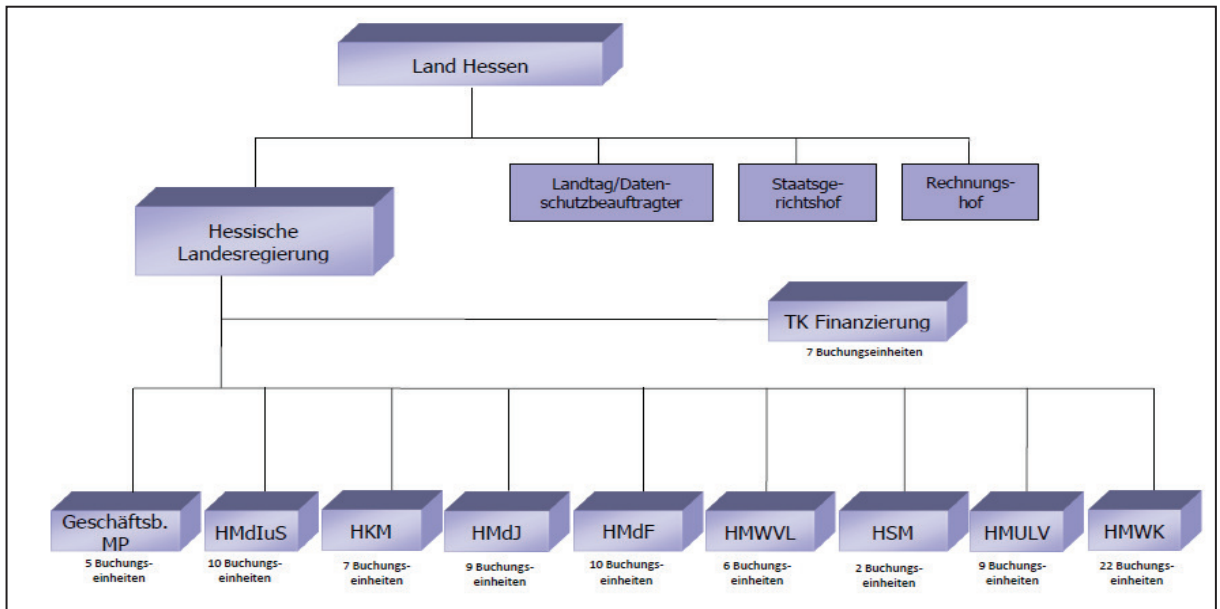 Land Hessen
Landtag/Daten-
schutzbeauftragter
Staatsge-
richtshof
Rechnungs-
hof
Hessische
Landesregierung
TK Finanzierung
7 Buchungseinheiten
Geschäftsb.
MP
5 Buchungs-
einheiten
HMdIuS
10 Buchungs-
einheiten
HKM
7 Buchungs-
einheiten
HMdJ
9 Buchungs-
einheiten
HMdF
10 Buchungs-
einheiten
HMWVL
6 Buchungs-
einheiten
HSM
2 Buchungs-
einheiten
HMULV
9 Buchungs-
einheiten
HMWK
22 Buchungs-
einheiten